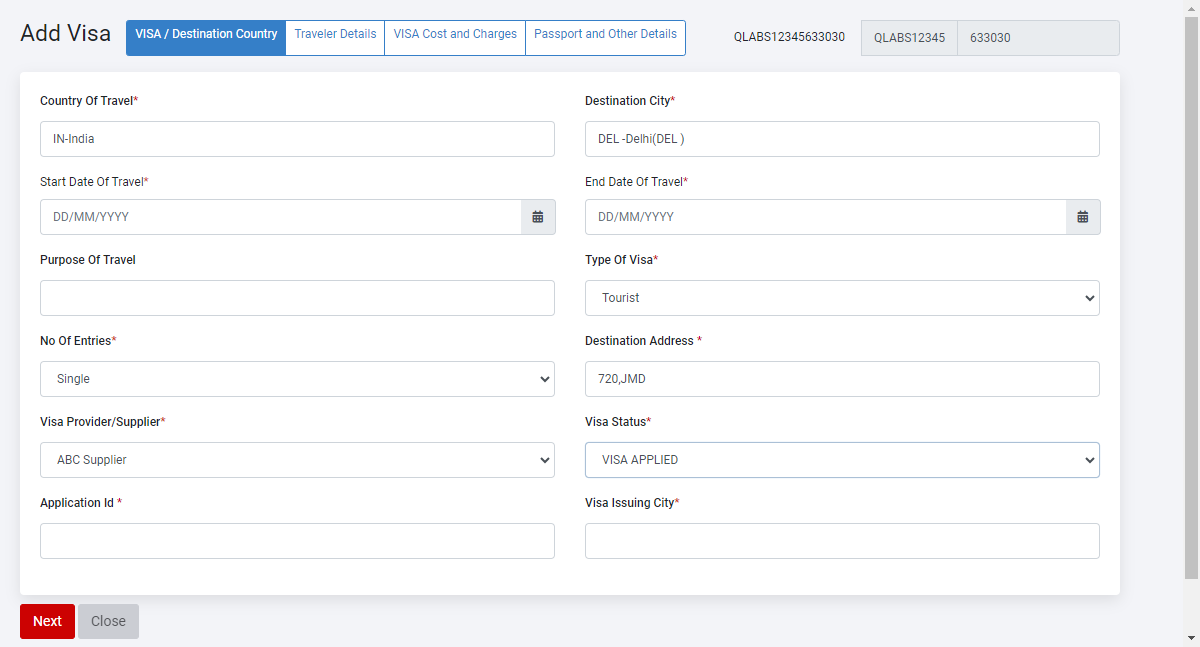 Add Visa
VISA / Destination Country
Traveler Details
VISA Cost and Charges
Passport and Other Details
QLABS12345633030
QLABS12345
633030
Country Of Travel*
Destination City*
IN-India
DEL -Delhi(DEL )
Start Date Of Travel*
End Date Of Travel*
DD/MM/YYYY
DD/MM/YYYY
Purpose Of Travel
Type Of Visa*
Tourist
No Of Entries*
Destination Address *
Single
720,JMD
Visa Provider/Supplier*
Visa Status*
ABC Supplier
VISA APPLIED
Application Id *
Visa Issuing City*
Next
Close